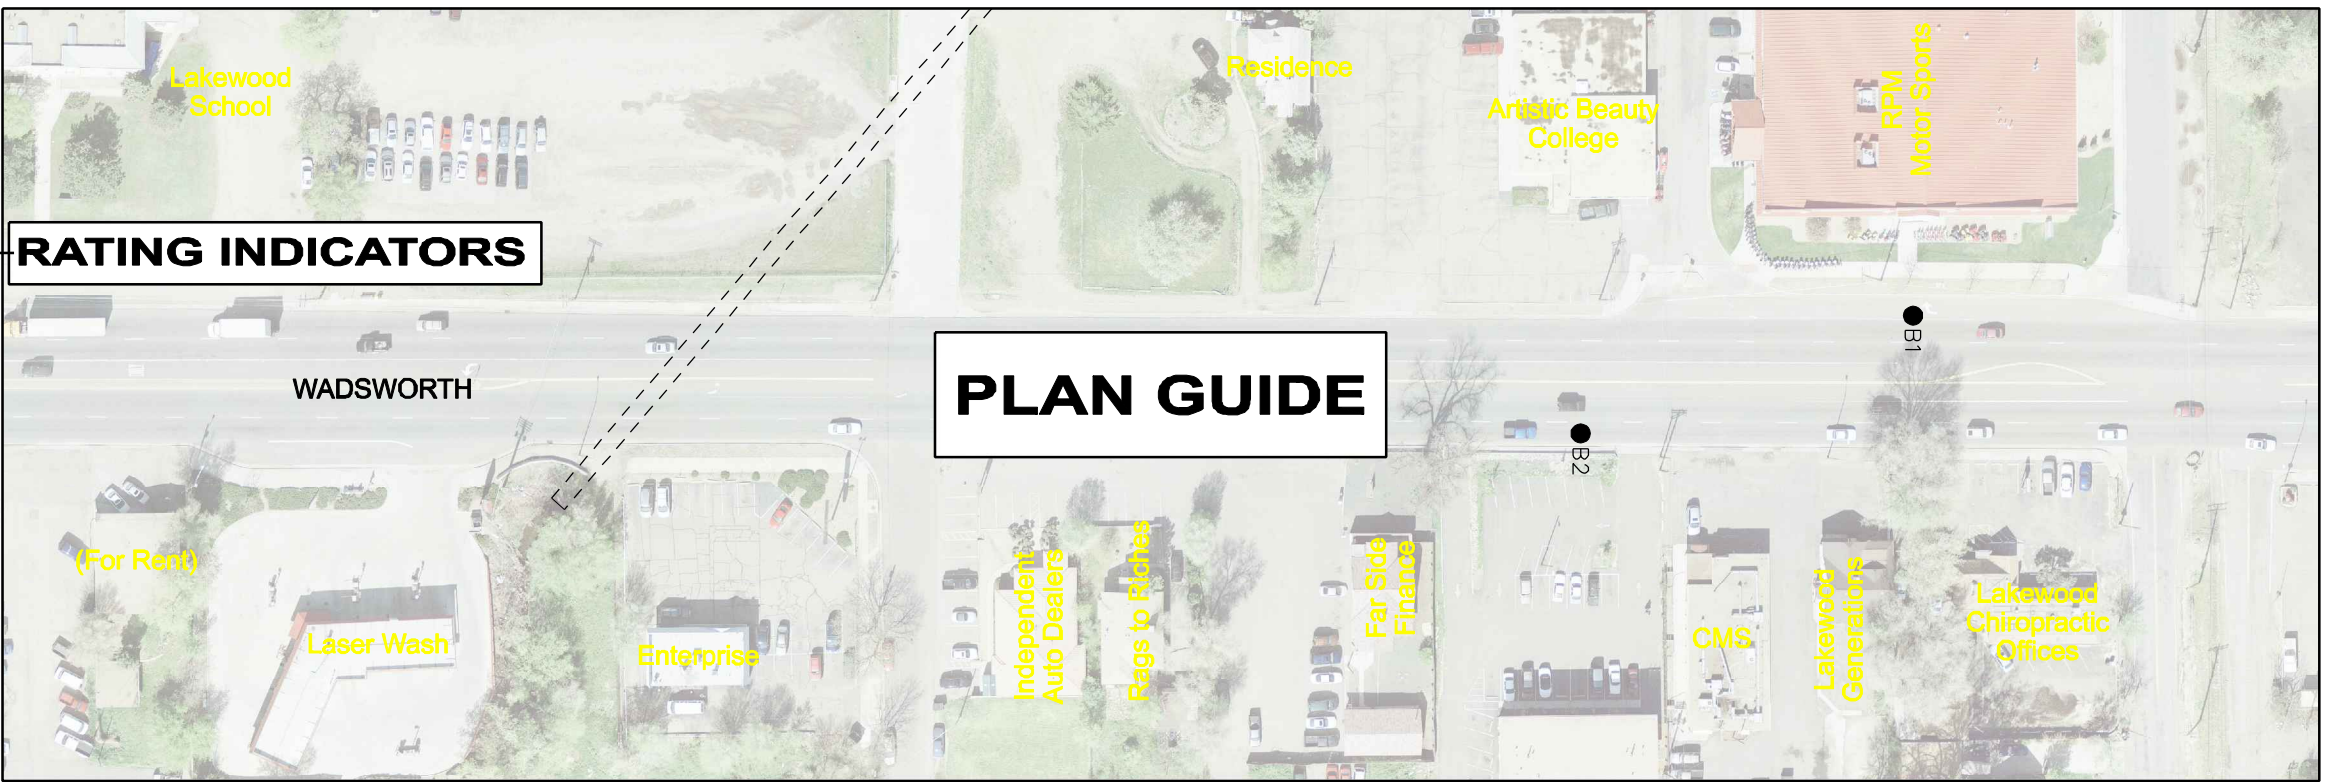 Lakewood
School
Residence
Artistic Beauty
College
RPM
Motor Sports
RATING INDICATORS
WADSWORTH
PLAN GUIDE
B1
B2
(For Rent)
Laser Wash
Enterprise
Independent
Auto Dealers
Rags to Riches
Far Side
Finance
CMS
Lakewood
Generations
Lakewood
Chiropractic
Offices